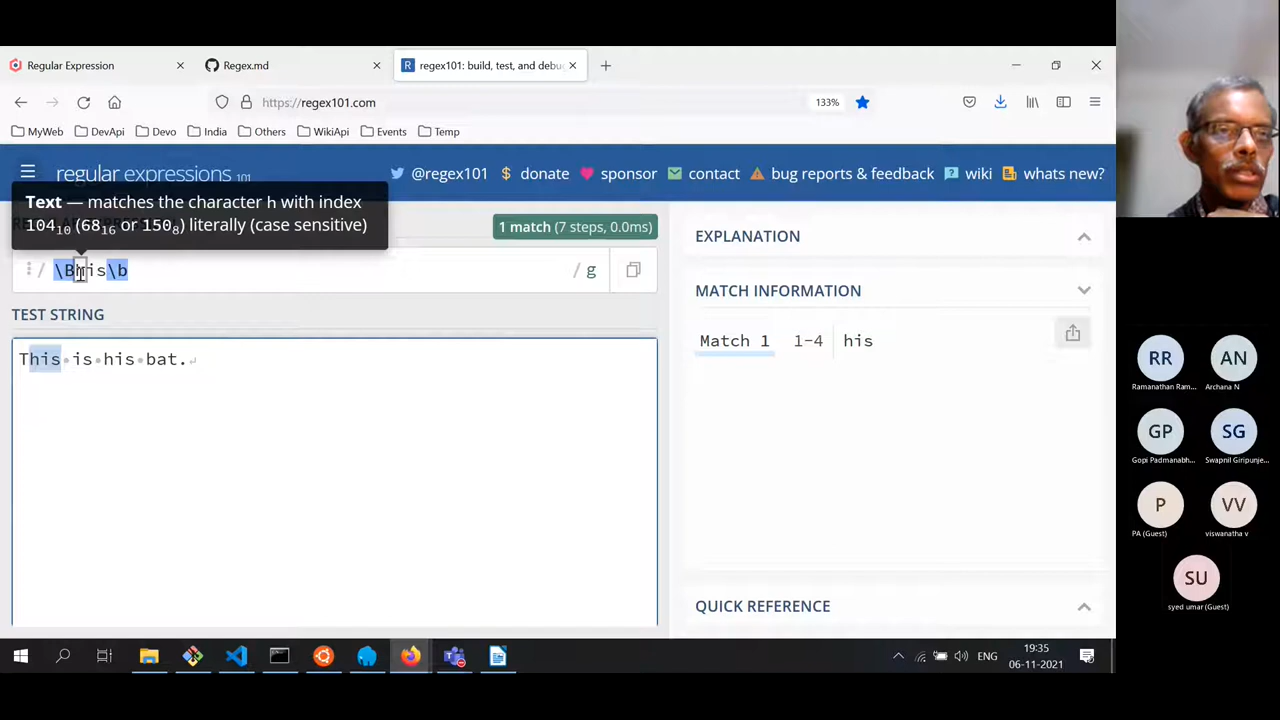 Regular Expression
Regex.md
regex101: build, test, and debu
https://regex101.com
133%
MyWeb DevApi Devo India Others WikiApi Events Temp
regular expressions 101
@regex101 donate sponsor contact bug reports & feedback wiki whats new?
Text — matches the character h with index
104₁₀ (68₁₆ or 150₈) literally (case sensitive)
1 match (7 steps, 0.0ms)
/ \Bhis\b / g
TEST STRING
This·is·his·bat.↵
EXPLANATION
MATCH INFORMATION
Match 1 1-4 his
QUICK REFERENCE
RR AN
Ramanathan Ram... Archana N
GP SG
Gopi Padmanabh... Swapnil Giripunje...
P VV
PA (Guest) viswanatha v
SU
syed umar (Guest)
ENG
19:35
06-11-2021